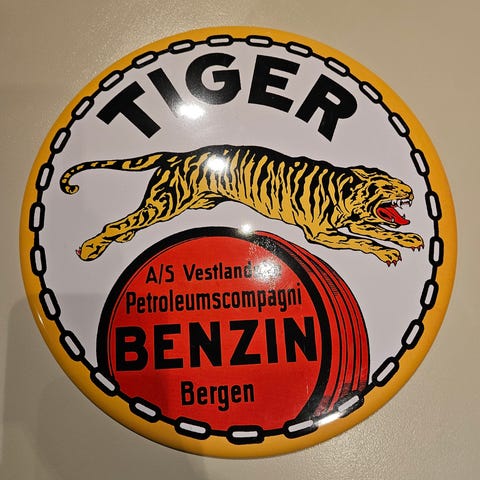 TIGER
A/S Vestlandske
Petroleumscompagni
BENZIN
Bergen